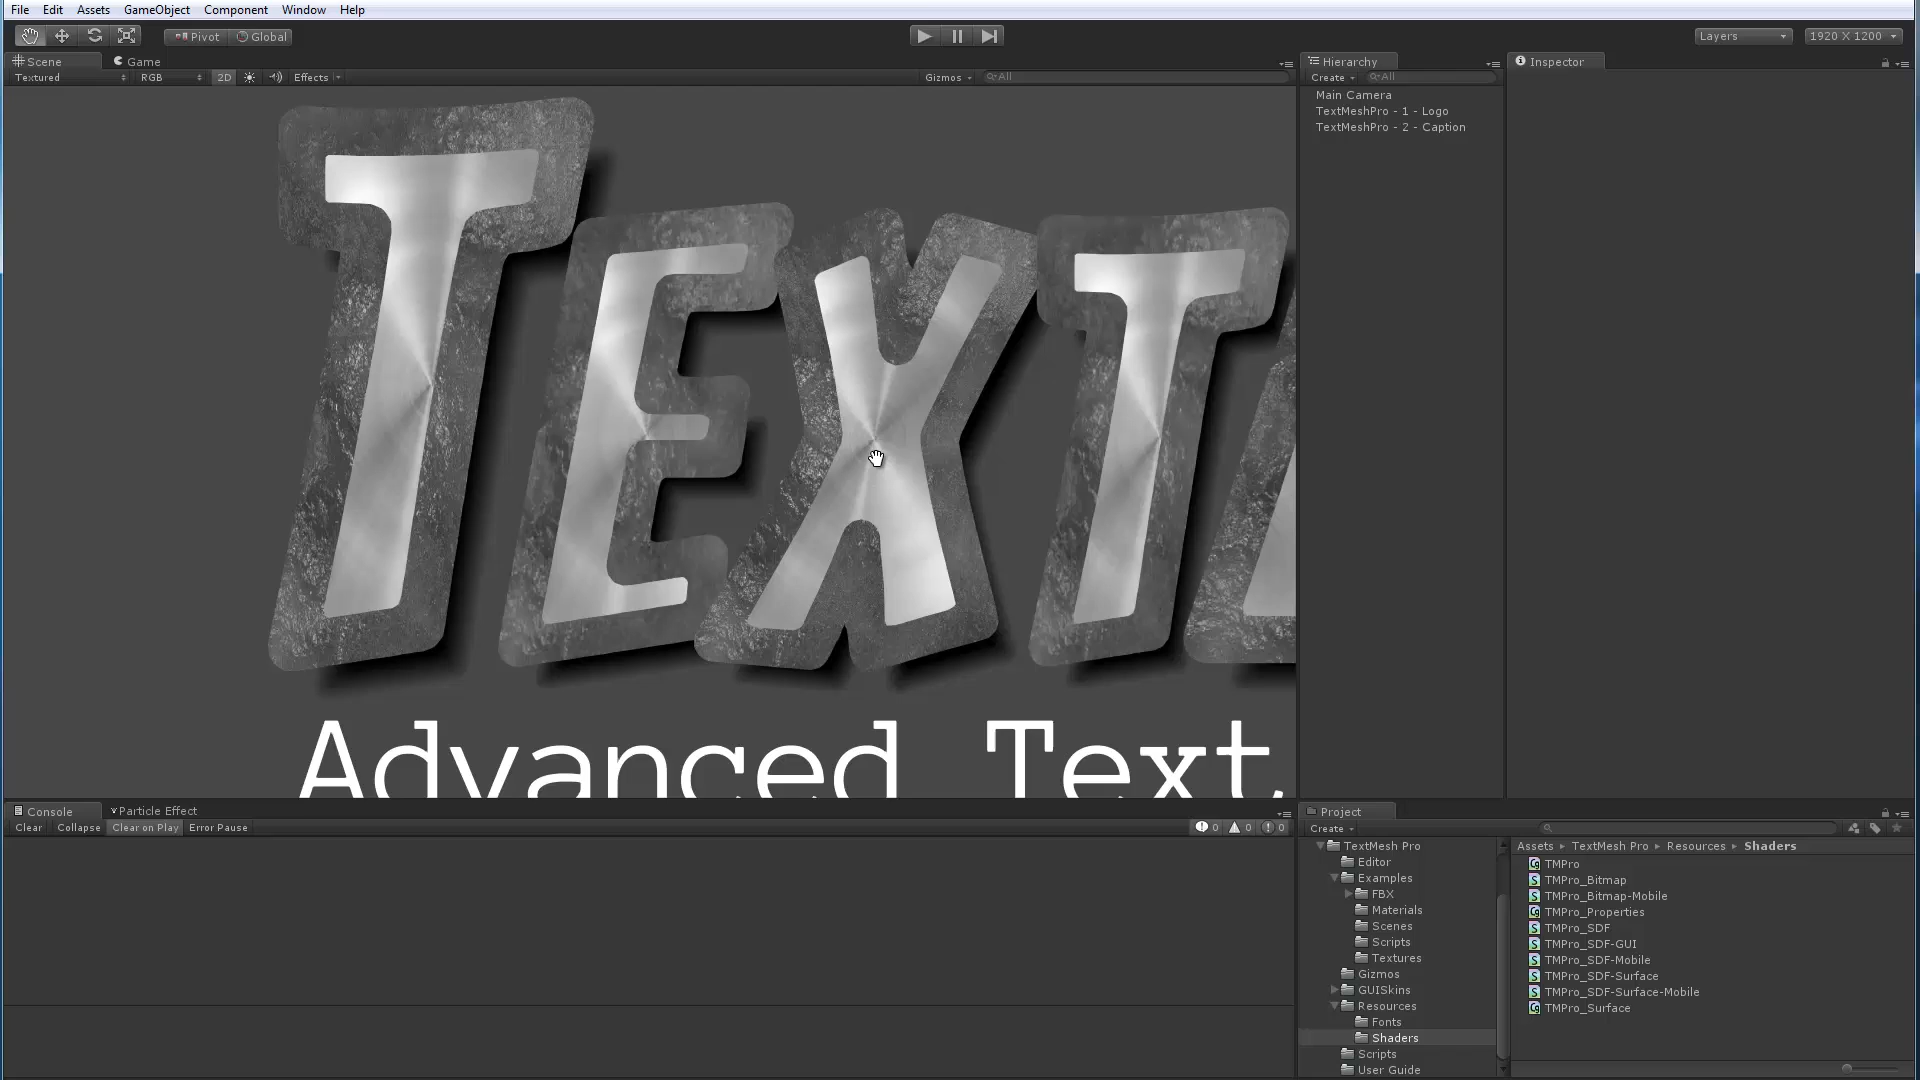 File Edit Assets GameObject Component Window Help
Pivot Global Layers 1920 X 1200
Scene Game
Textured RGB 2D Effects Gizmos All
TEXT
Advanced Text
Hierarchy
Create All
Main Camera
TextMeshPro - 1 - Logo
TextMeshPro - 2 - Caption
Inspector
Console Particle Effect
Clear Collapse Clear on Play Error Pause 0 0 0
Project
Create
TextMesh Pro
Editor
Examples
FBX
Materials
Scenes
Scripts
Textures
Gizmos
GUISkins
Resources
Fonts
Shaders
Scripts
User Guide
Assets TextMesh Pro Resources Shaders
TMPro
TMPro_Bitmap
TMPro_Bitmap-Mobile
TMPro_Properties
TMPro_SDF
TMPro_SDF-GUI
TMPro_SDF-Mobile
TMPro_SDF-Surface
TMPro_SDF-Surface-Mobile
TMPro_Surface